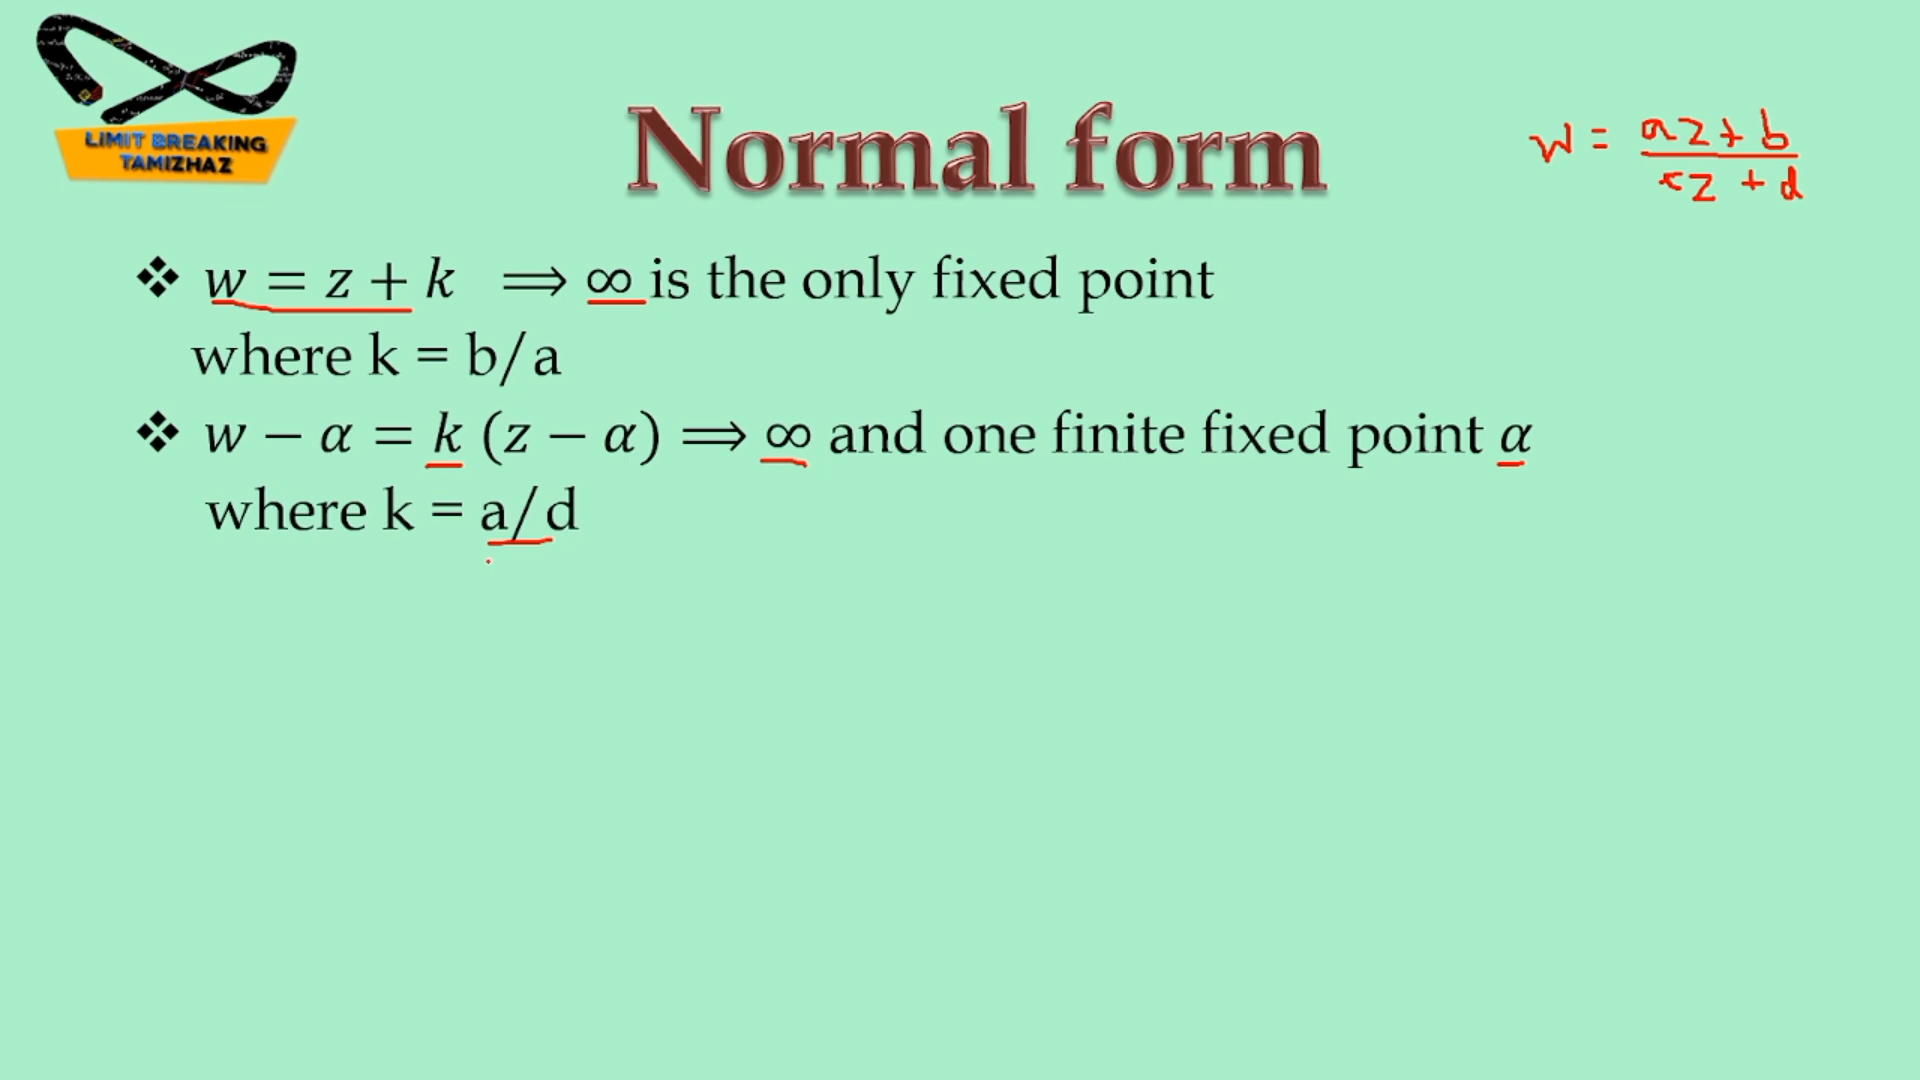 LIMIT BREAKING
TAMIZHAZ
Normal form
w = az + b
cz + d
❖ w = z + k ⟹ ∞ is the only fixed point
where k = b/a
❖ w − α = k (z − α) ⟹ ∞ and one finite fixed point α
where k = a/d